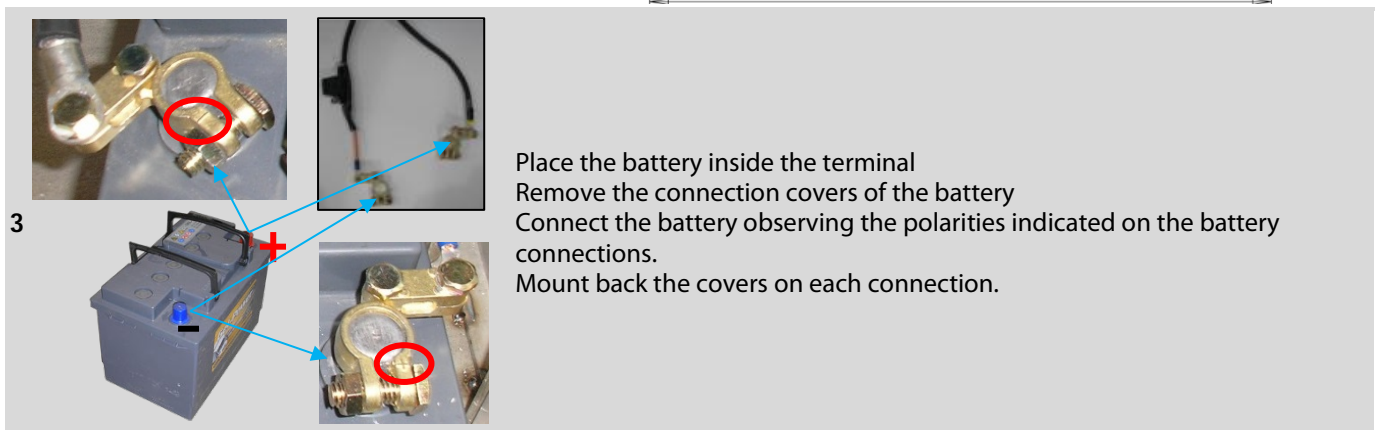 3
Place the battery inside the terminal
Remove the connection covers of the battery
Connect the battery observing the polarities indicated on the battery
connections.
Mount back the covers on each connection.
+
-